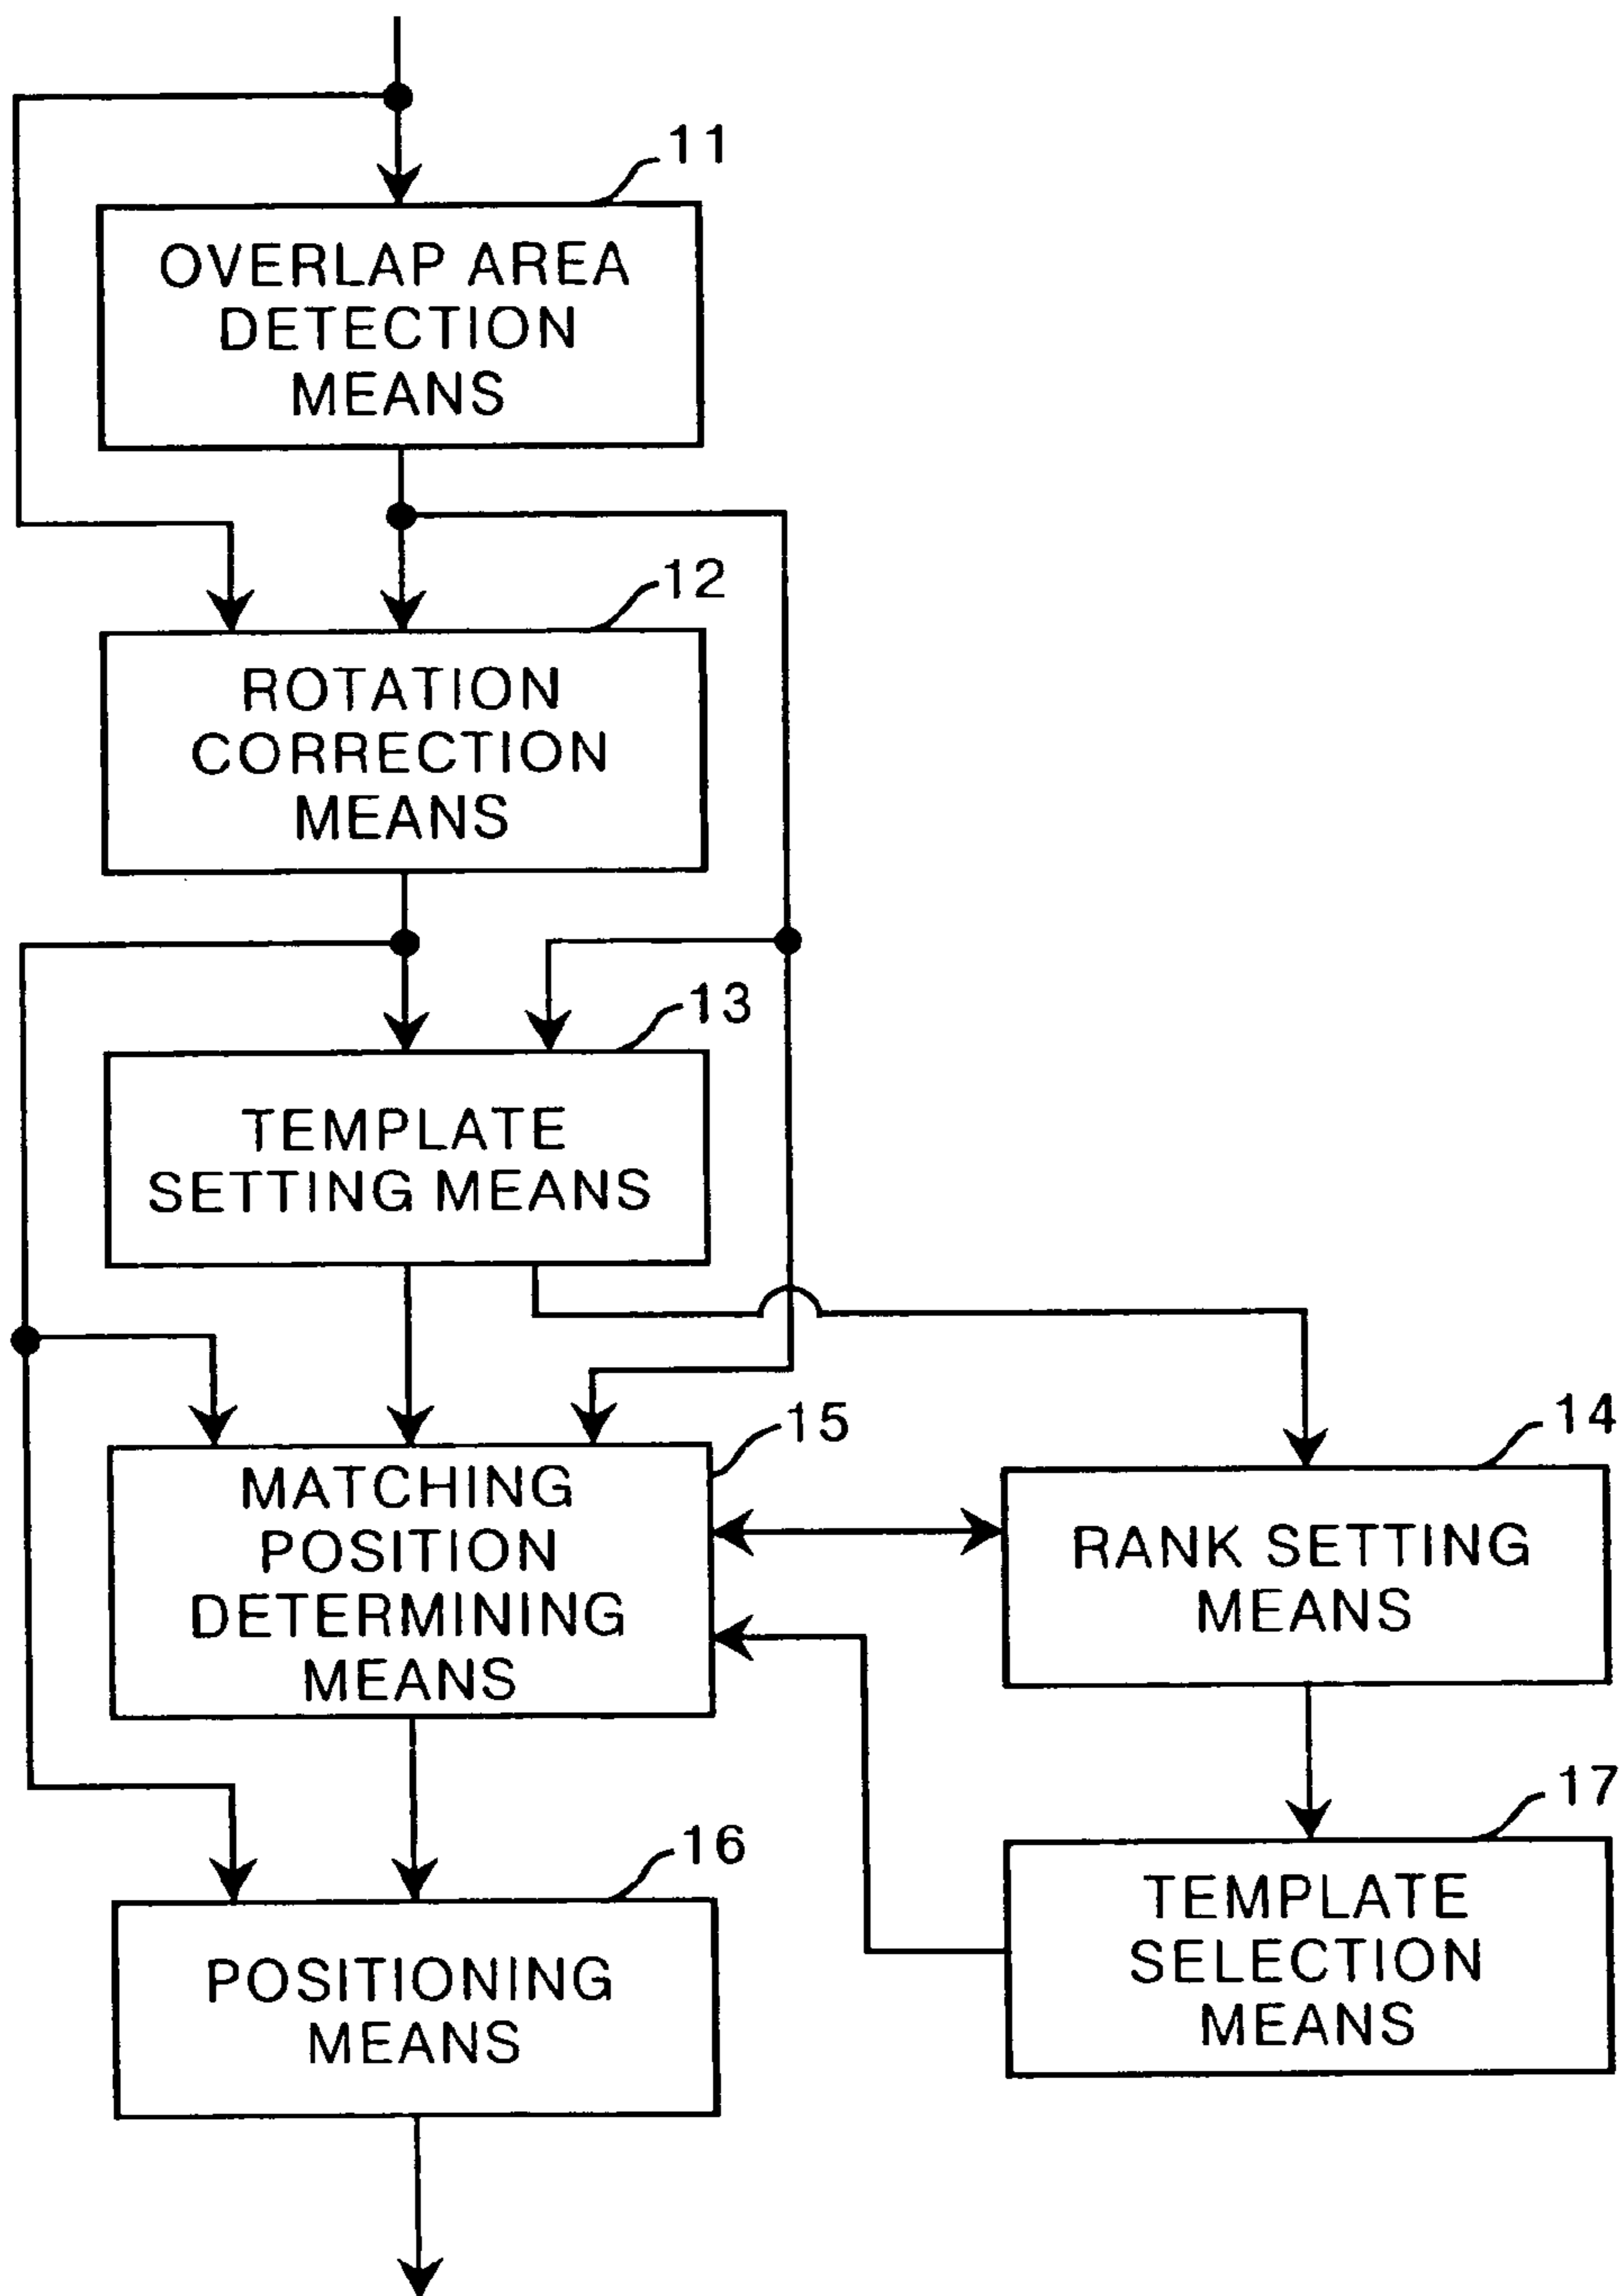 11
OVERLAP AREA
DETECTION
MEANS
12
ROTATION
CORRECTION
MEANS
13
TEMPLATE
SETTING MEANS
15
MATCHING
POSITION
DETERMINING
MEANS
14
RANK SETTING
MEANS
16
POSITIONING
MEANS
17
TEMPLATE
SELECTION
MEANS